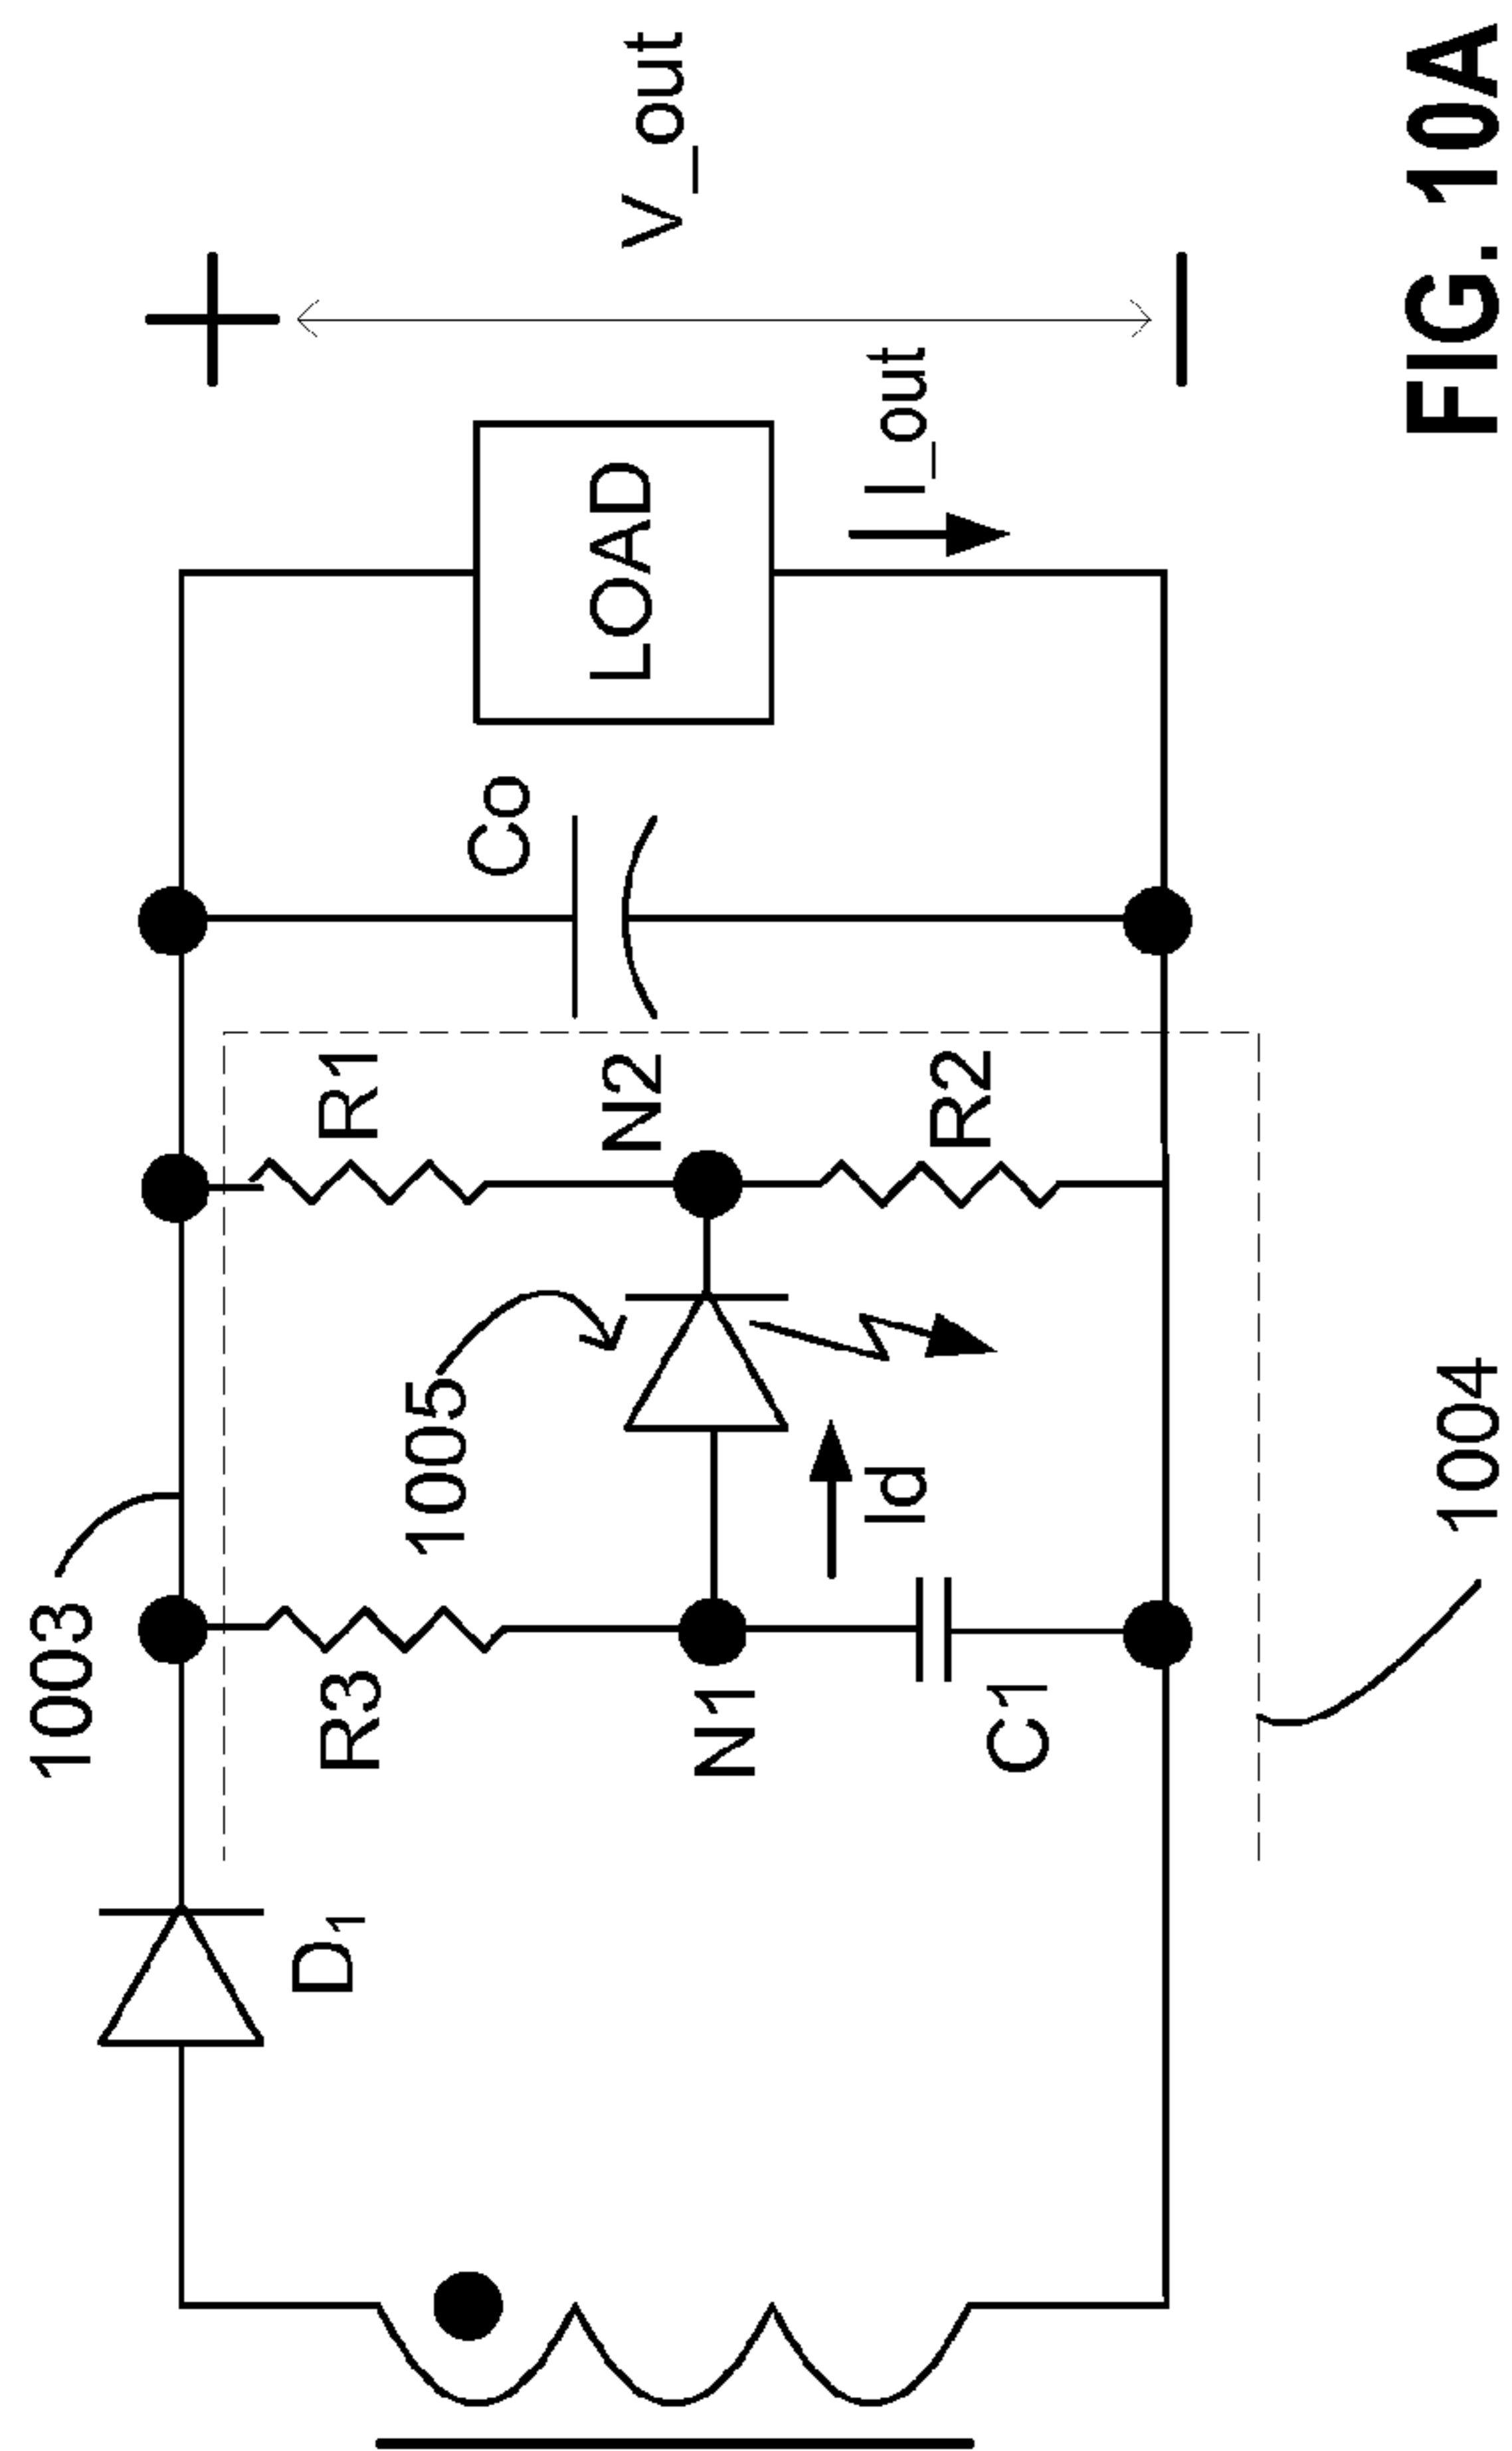 1003
D1
R3
R1
Co
1005
N1
N2
LOAD
V_out
Id
I_out
C1
R2
1004
FIG. 10A